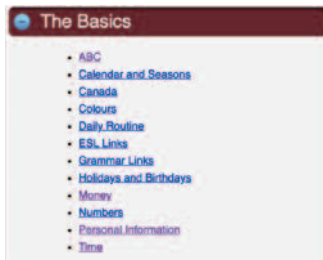 The Basics
ABC
Calendar and Seasons
Canada
Colours
Daily Routine
ESL Links
Grammar Links
Holidays and Birthdays
Money
Numbers
Personal Information
Time